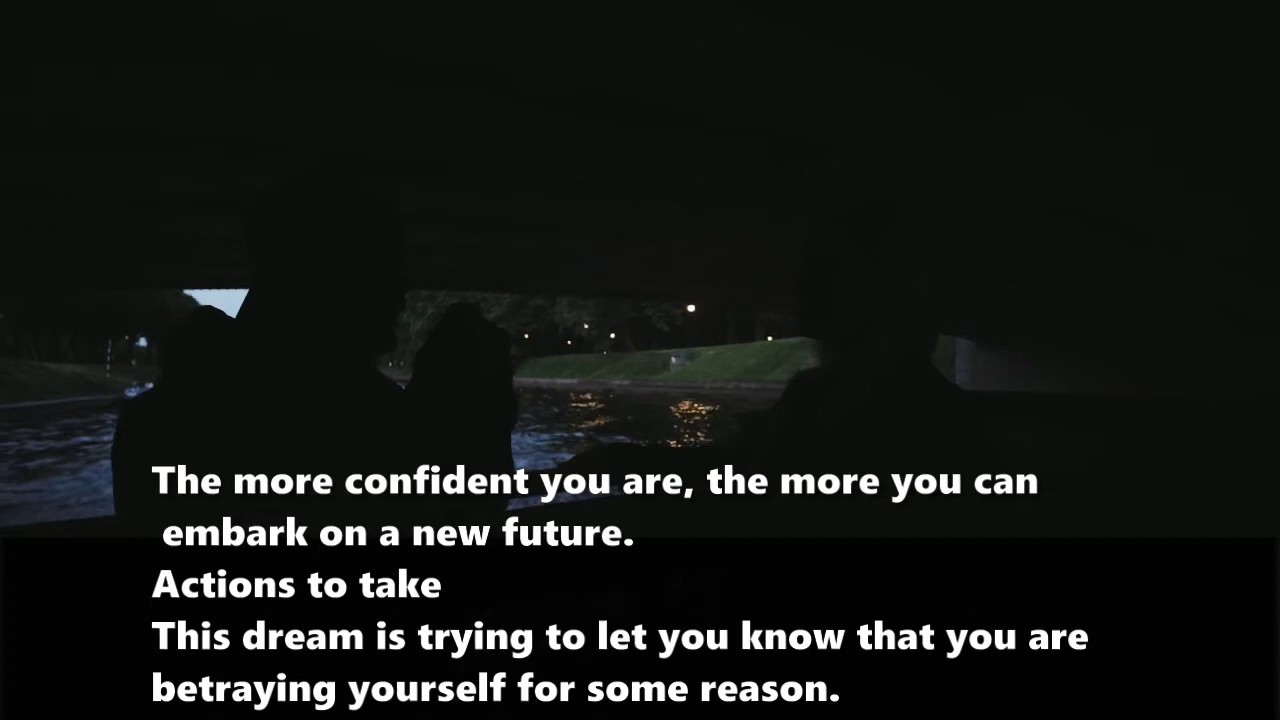 The more confident you are, the more you can
embark on a new future.
Actions to take
This dream is trying to let you know that you are
betraying yourself for some reason.